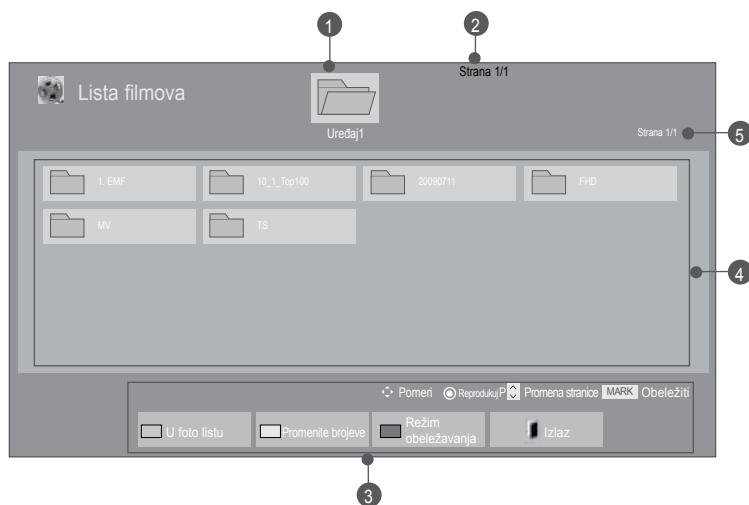 1
2
Strana 1/1
Lista filmova
Uređaj1
Strana 1/1
5
1. EMF
10_1_Top100
20090711
FHD
MV
TS
4
Pomeri Reprodukuj P Promena stranice MARK Obeležiti
U foto listu
Promenite brojeve
Režim
obeležavanja
Izlaz
3